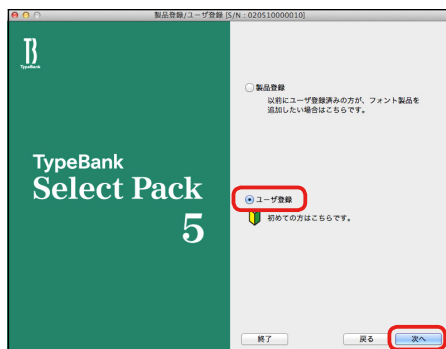 製品登録/ユーザ登録 [S/N : 020510000010]
TypeBank
製品登録
以前にユーザ登録済みの方が、フォント製品を
追加したい場合はこちらです。
TypeBank
Select Pack
5
ユーザ登録
初めての方はこちらです。
終了
戻る
次へ